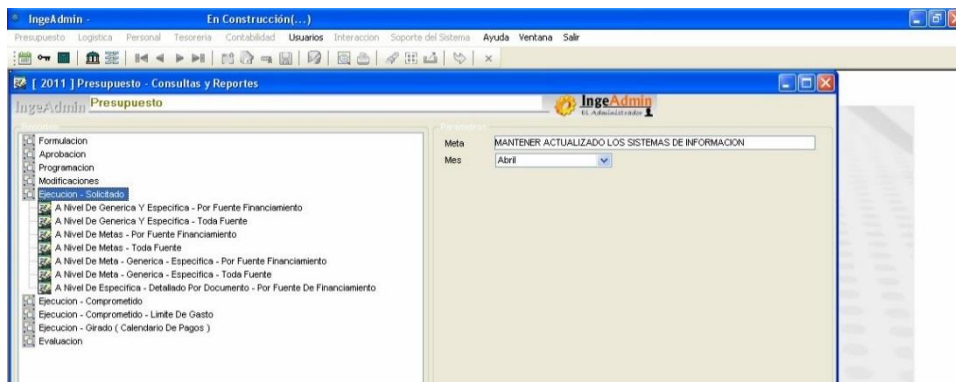 IngeAdmin - En Construcción(...)
Presupuesto Logistica Personal Tesoreria Contabilidad Usuarios Interaccion Soporte del Sistema Ayuda Ventana Salir
[ 2011 ] Presupuesto - Consultas y Reportes
IngeAdmin Presupuesto
IngeAdmin
El Administrador
Reportes
Parametros
Formulacion
Aprobacion
Programacion
Modificaciones
Ejecucion - Solicitado
A Nivel De Generica Y Especifica - Por Fuente Financiamiento
A Nivel De Generica Y Especifica - Toda Fuente
A Nivel De Metas - Por Fuente Financiamiento
A Nivel De Metas - Toda Fuente
A Nivel De Meta - Generica - Especifica - Por Fuente Financiamiento
A Nivel De Meta - Generica - Especifica - Toda Fuente
A Nivel De Especifica - Detallado Por Documento - Por Fuente De Financiamiento
Ejecucion - Comprometido
Ejecucion - Comprometido - Limite De Gasto
Ejecucion - Girado ( Calendario De Pagos )
Evaluacion
Meta MANTENER ACTUALIZADO LOS SISTEMAS DE INFORMACION
Mes Abril